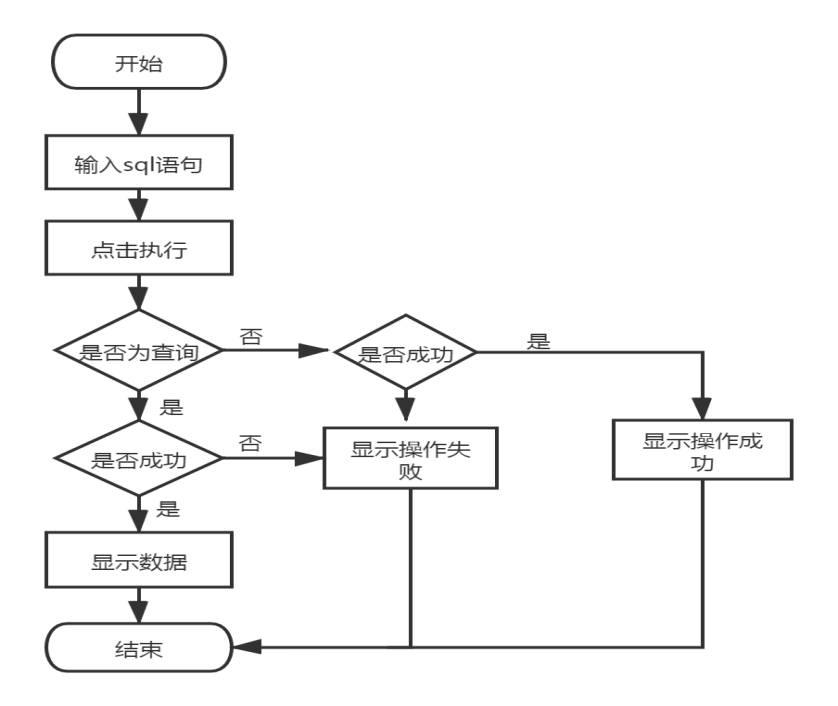 开始
输入sql语句
点击执行
是否为查询
否
是否成功
是
是
是否成功
否
显示操作失
败
显示操作成
功
是
显示数据
结束